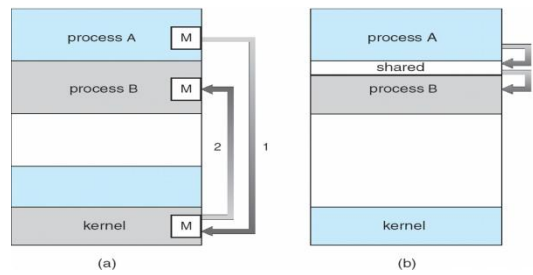 process A M
process B M
2 1
kernel M
(a)
process A
shared
process B
kernel
(b)